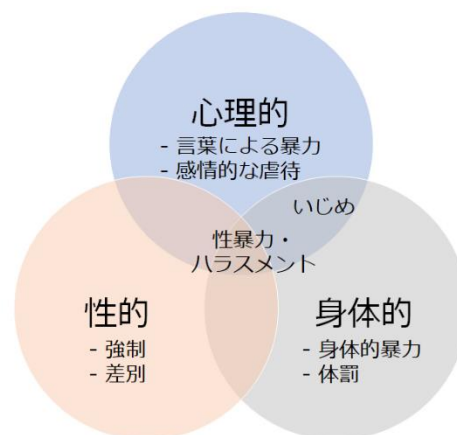 心理的
- 言葉による暴力
- 感情的な虐待
いじめ
性暴力・
ハラスメント
性的
- 強制
- 差別
身体的
- 身体的暴力
- 体罰